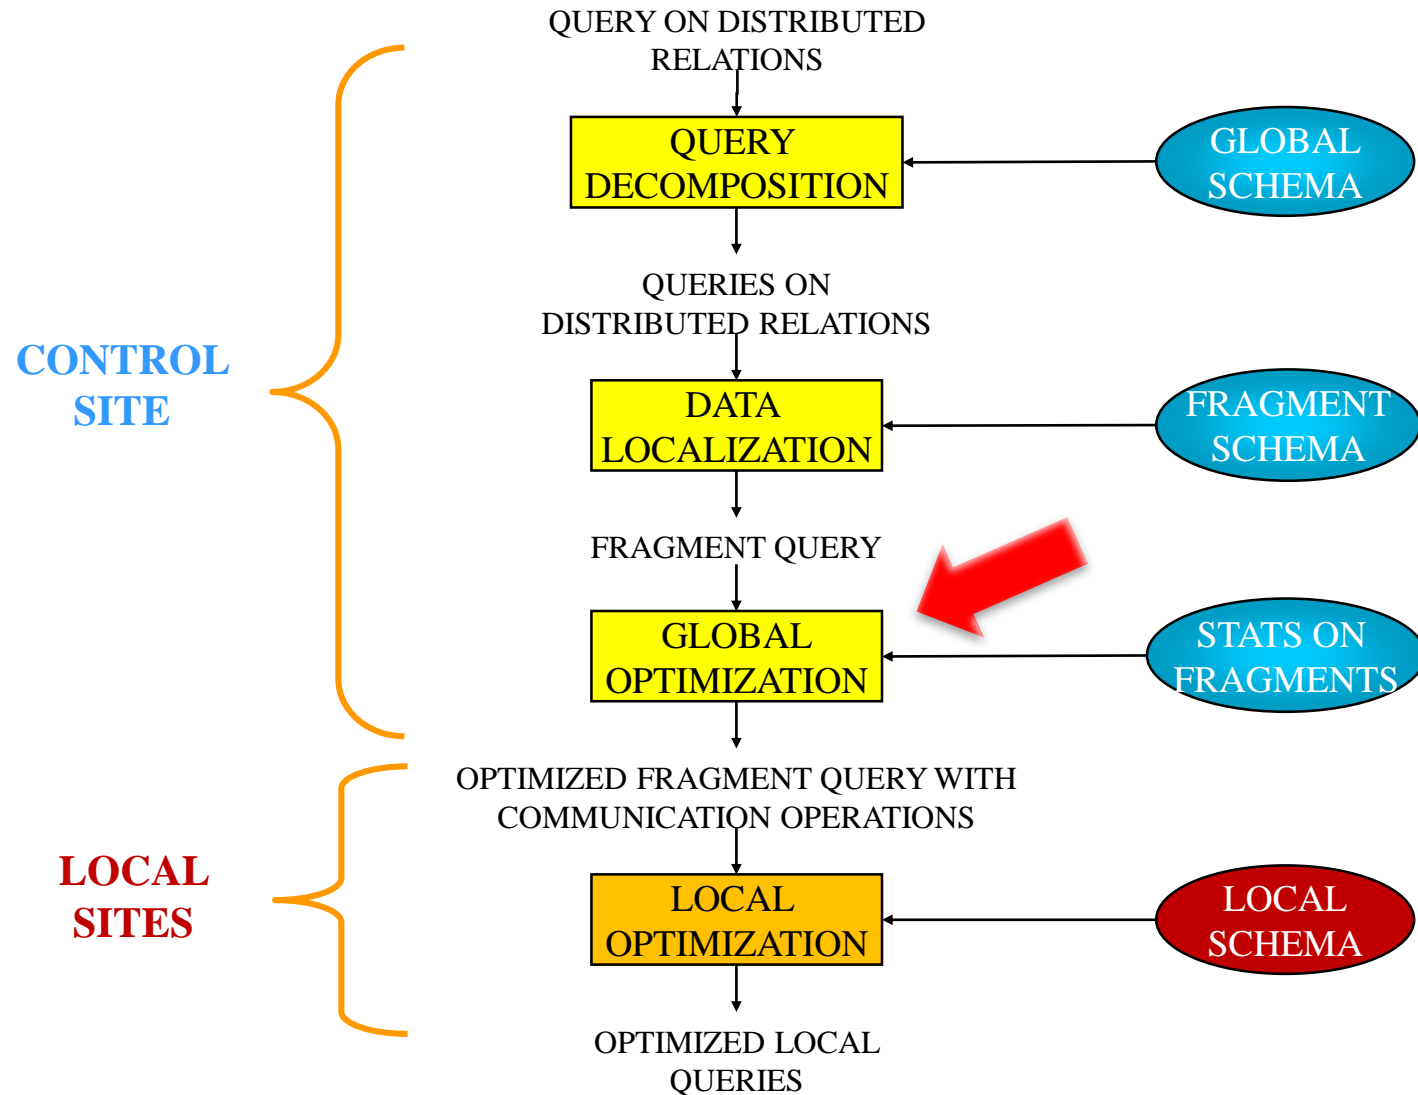 QUERY ON DISTRIBUTED
RELATIONS
QUERY
DECOMPOSITION
GLOBAL
SCHEMA
QUERIES ON
DISTRIBUTED RELATIONS
CONTROL
SITE
DATA
LOCALIZATION
FRAGMENT
SCHEMA
FRAGMENT QUERY
GLOBAL
OPTIMIZATION
STATS ON
FRAGMENTS
OPTIMIZED FRAGMENT QUERY WITH
COMMUNICATION OPERATIONS
LOCAL
SITES
LOCAL
OPTIMIZATION
LOCAL
SCHEMA
OPTIMIZED LOCAL
QUERIES